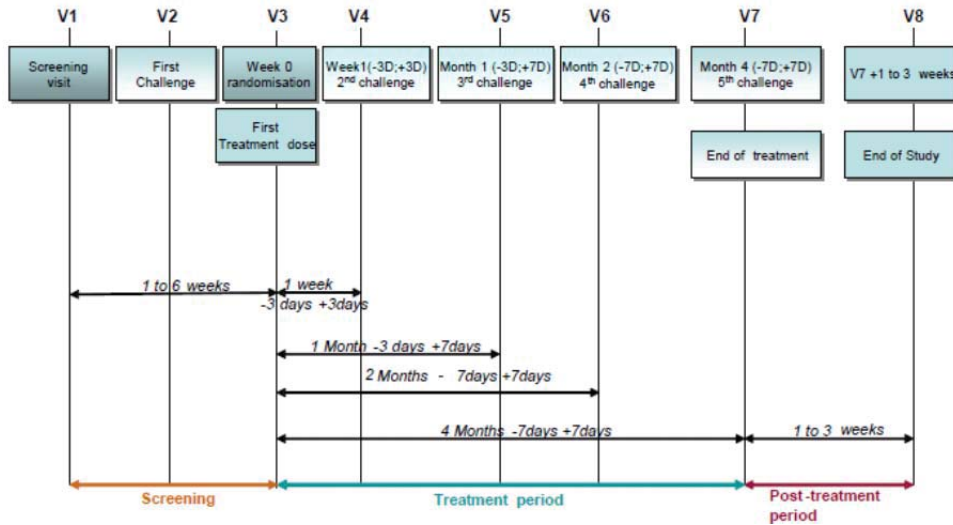 V1 V2 V3 V4 V5 V6 V7 V8
Screening
visit
First
Challenge
Week 0
randomisation
Week1(-3D;+3D)
2nd challenge
Month 1 (-3D;+7D)
3rd challenge
Month 2 (-7D;+7D)
4th challenge
Month 4 (-7D;+7D)
5th challenge
V7 +1 to 3 weeks
First
Treatment dose
End of treatment
End of Study
1 to 6 weeks
1 week
-3 days +3days
1 Month -3 days +7days
2 Months - 7days +7days
4 Months -7days +7days
1 to 3 weeks
Screening
Treatment period
Post-treatment
period